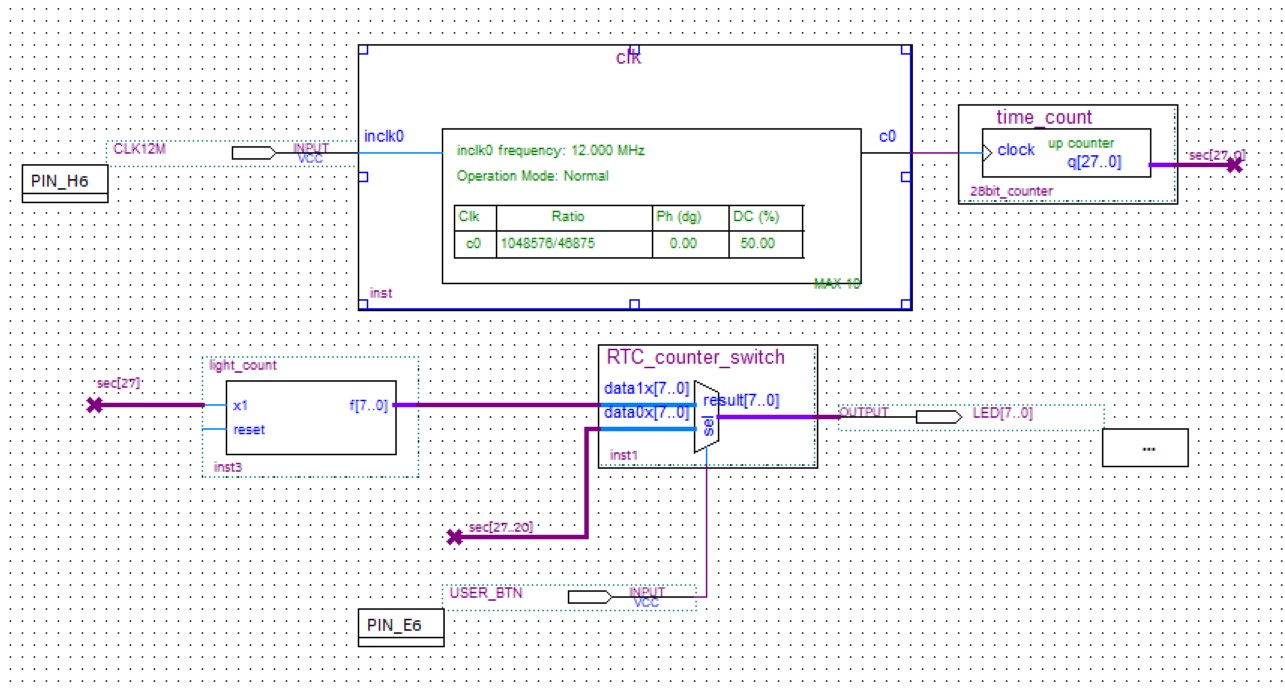 clk
inclk0
c0
CLK12M
INPUT
VCC
PIN_H6
inclk0 frequency: 12.000 MHz
Operation Mode: Normal
Clk Ratio Ph (dg) DC (%)
c0 1048576/46875 0.00 50.00
inst
MAX 10
time_count
clock
up counter
q[27..0]
sec[27..0]
28bit_counter
light_count
sec[27]
x1
f[7..0]
reset
inst3
RTC_counter_switch
data1x[7..0]
result[7..0]
data0x[7..0]
sel
inst1
OUTPUT
LED[7..0]
...
sec[27..20]
USER_BTN
INPUT
VCC
PIN_E6